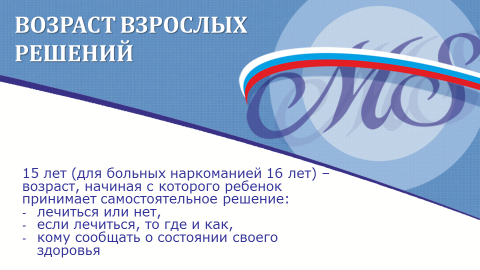 ВОЗРАСТ ВЗРОСЛЫХ
РЕШЕНИЙ
15 лет (для больных наркоманией 16 лет) –
возраст, начиная с которого ребенок
принимает самостоятельное решение:
- лечиться или нет,
- если лечиться, то где и как,
- кому сообщать о состоянии своего
здоровья